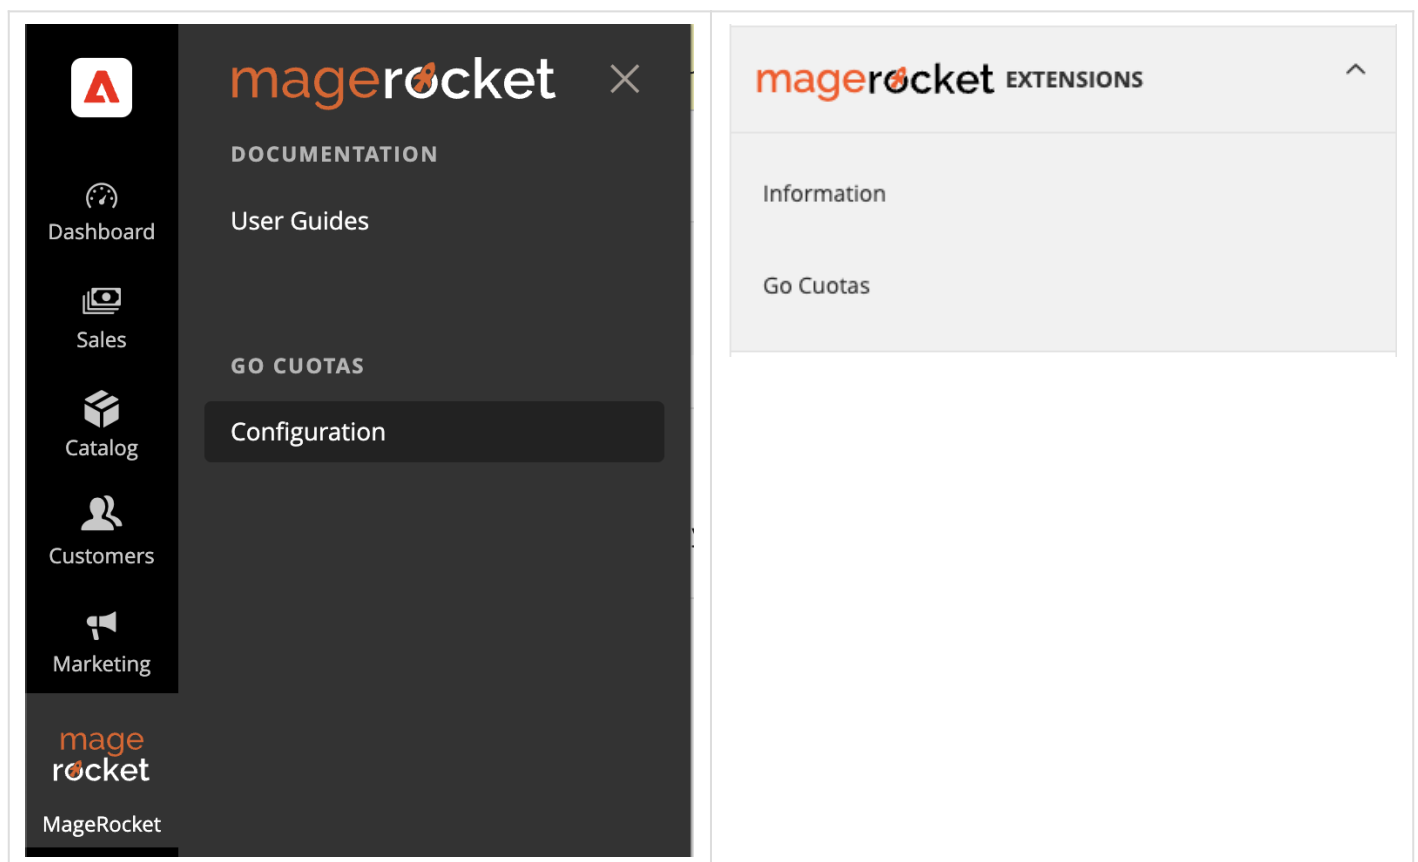 Dashboard
Sales
Catalog
Customers
Marketing
mage
rocket
MageRocket
magerocket
DOCUMENTATION
User Guides
GO CUOTAS
Configuration
magerocket EXTENSIONS
Information
Go Cuotas